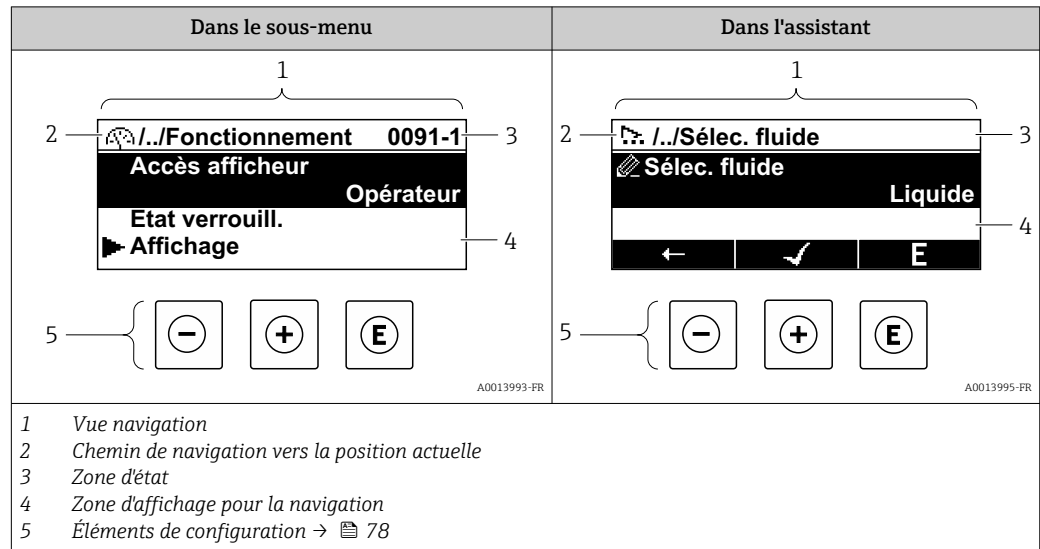 Dans le sous-menu
1
2
/../Fonctionnement 0091-1
3
Accès afficheur
Opérateur
Etat verrouill.
Affichage
4
5
- + E
A0013993-FR
Dans l'assistant
1
2
/../Sélec. fluide
3
Sélec. fluide
Liquide
4
← ✓ E
5
- + E
A0013995-FR
1 Vue navigation
2 Chemin de navigation vers la position actuelle
3 Zone d'état
4 Zone d'affichage pour la navigation
5 Éléments de configuration → 78